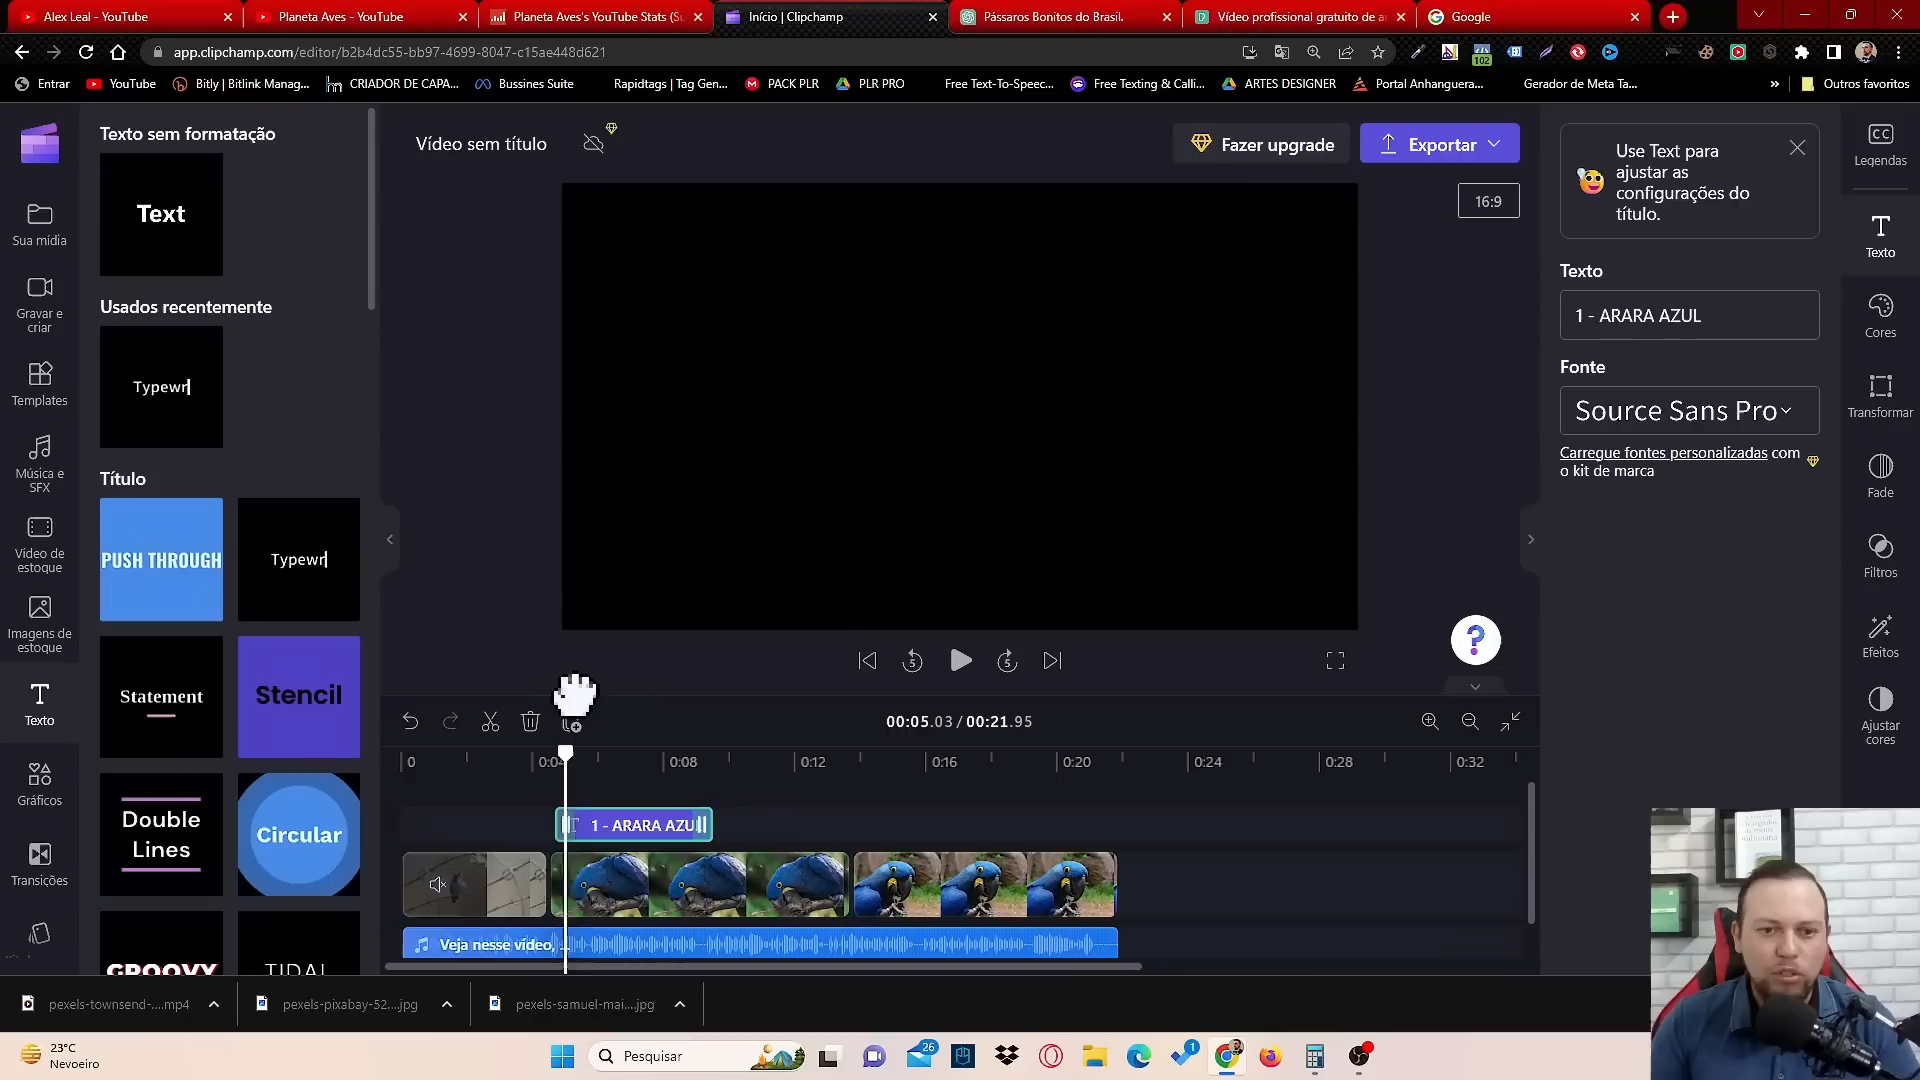 Alex Leal - YouTube
Planeta Aves - YouTube
Planeta Aves's YouTube Stats (Su
Início | Clipchamp
Pássaros Bonitos do Brasil.
Vídeo profissional gratuito de ar
Google
app.clipchamp.com/editor/b2b4dc55-bb97-4699-8047-c15ae448d621
102
Entrar
YouTube
Bitly | Bitlink Manag...
CRIADOR DE CAPA...
Bussines Suite
Rapidtags | Tag Gen...
PACK PLR
PLR PRO
Free Text-To-Speec...
Free Texting & Calli...
ARTES DESIGNER
Portal Anhanguera...
Gerador de Meta Ta...
»
Outros favoritos
Sua mídia
Gravar e
criar
Templates
Música e
SFX
Vídeo de
estoque
Imagens de
estoque
Texto
Gráficos
Transições
Texto sem formatação
Text
Usados recentemente
Typewr
Título
PUSH THROUGH
Typewr
Statement
Stencil
Double
Lines
Circular
GROOVY
TIDAL
Vídeo sem título
Fazer upgrade
Exportar
16:9
5
5
?
00:05.03 / 00:21.95
0
0:04
0:08
0:12
0:16
0:20
0:24
0:28
0:32
T 1 - ARARA AZU
Veja nesse vídeo, ...
Use Text para
ajustar as
configurações do
título.
Texto
1 - ARARA AZUL
Fonte
Source Sans Pro
Carregue fontes personalizadas com
o kit de marca
CC
Legendas
Texto
Cores
Transformar
Fade
Filtros
Efeitos
Ajustar
cores
pexels-townsend-....mp4
pexels-pixabay-52...jpg
pexels-samuel-mai....jpg
23°C
Nevoeiro
Pesquisar
26
1